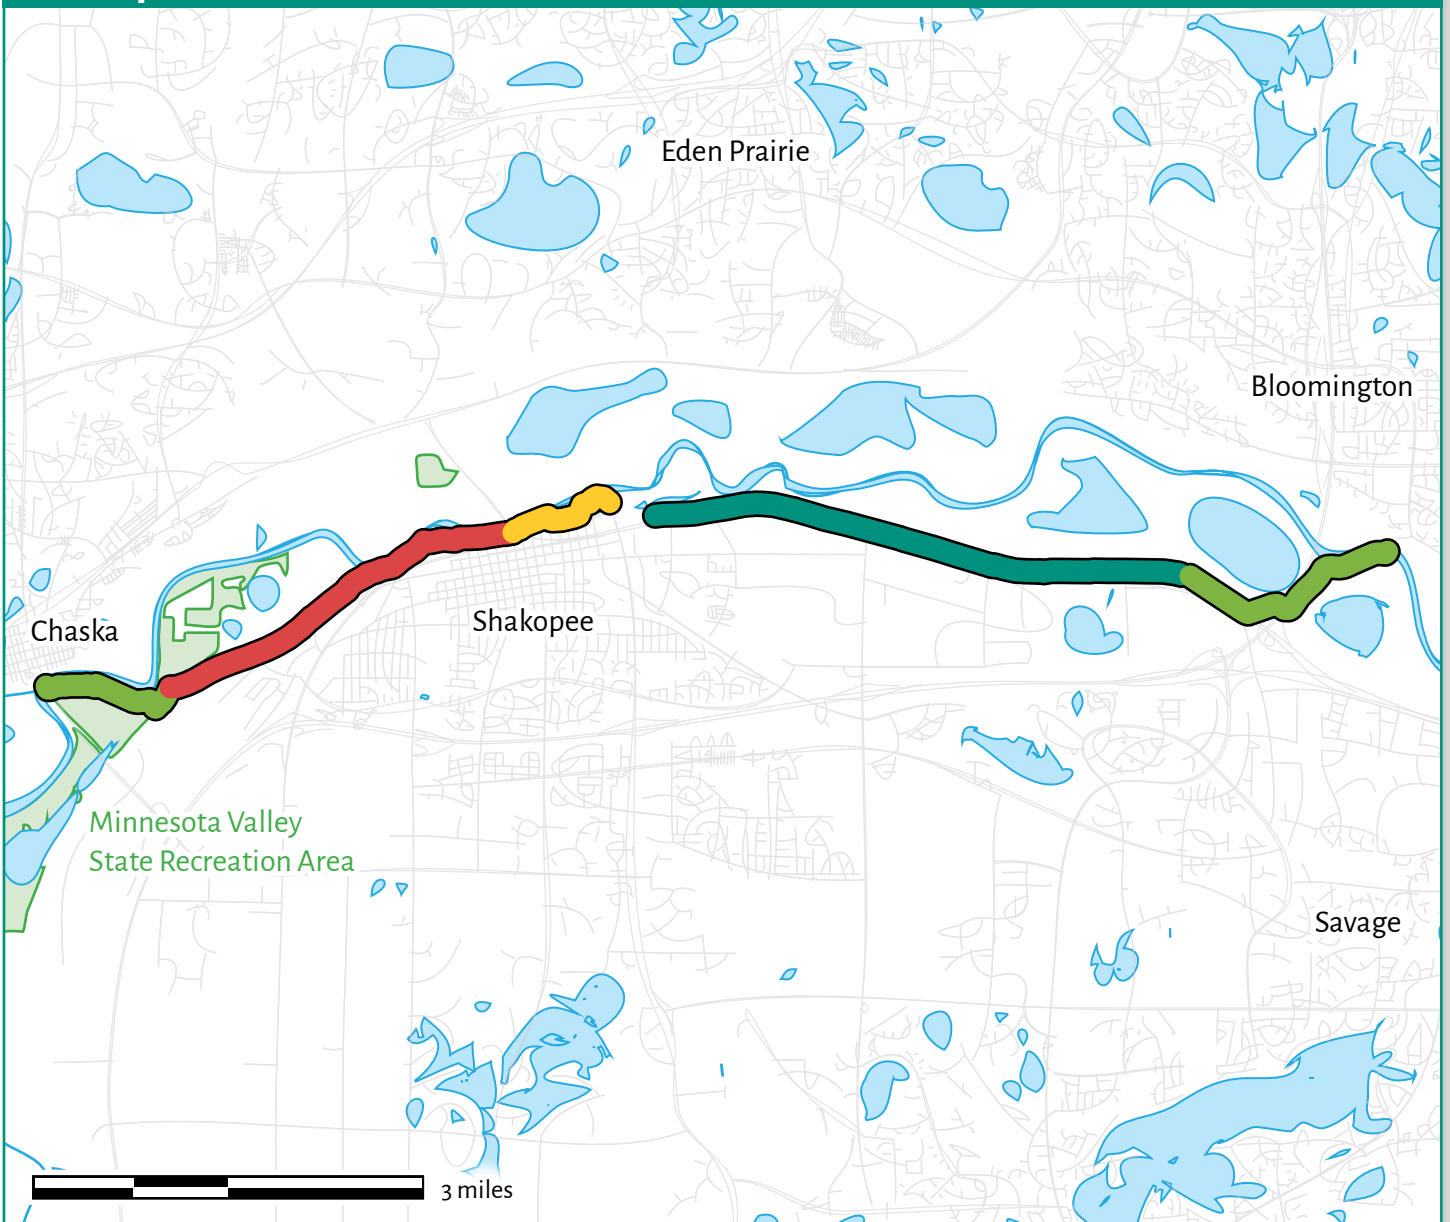 Eden Prairie
Bloomington
Shakopee
Chaska
Minnesota Valley
State Recreation Area
Savage
3 miles